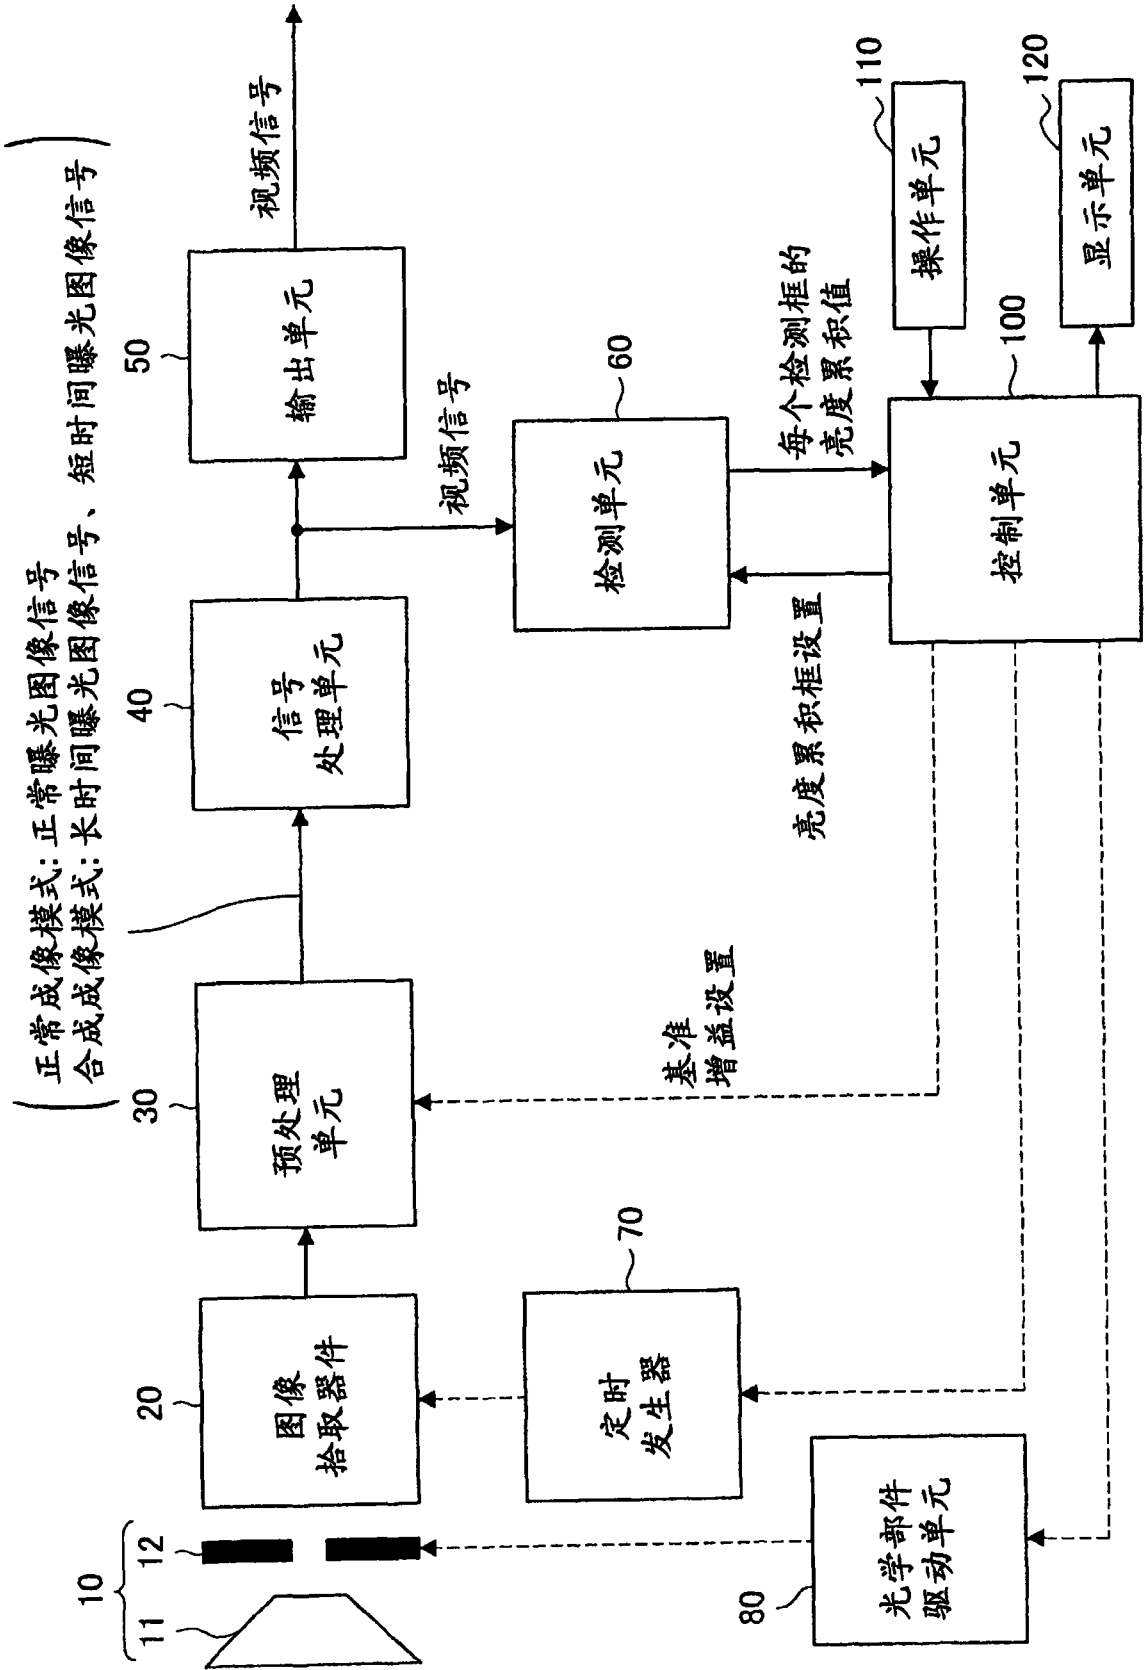 (正常成像模式:正常曝光图像信号
合成成像模式:长时间曝光图像信号、短时间曝光图像信号)
10
11
12
20
图像
拾取器件
30
预处理
单元
40
信号
处理单元
50
输出单元
视频信号
视频信号
60
检测单元
70
定时
发生器
80
光学部件
驱动单元
基准
增益设置
亮度累积框设置
每个检测框的
亮度累积值
100
控制单元
110
操作单元
120
显示单元